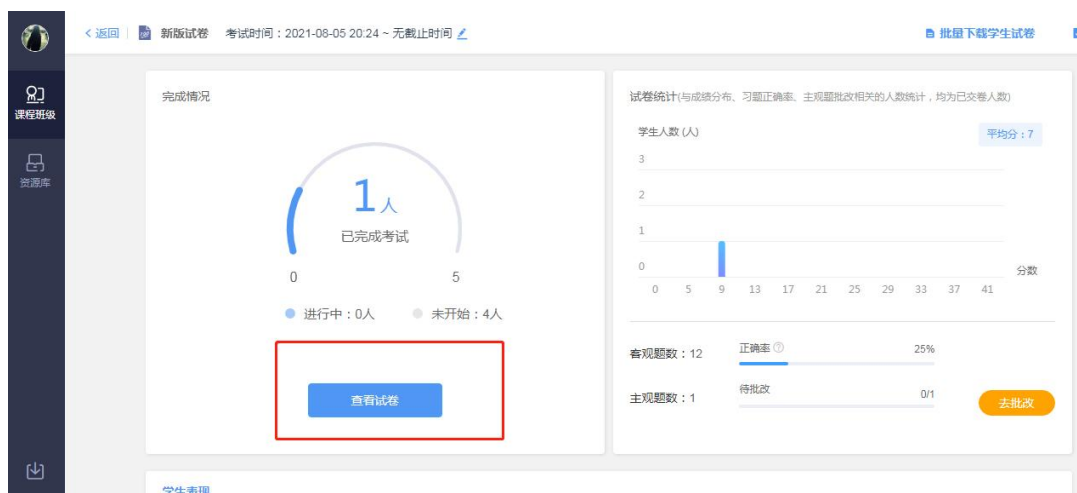 <返回 新版试卷 考试时间：2021-08-05 20:24 ~ 无截止时间 批量下载学生试卷
课程班级
资源库
完成情况
1人
已完成考试
0 5
进行中：0人 未开始：4人
查看试卷
试卷统计(与成绩分布、习题正确率、主观题批改相关的人数统计，均为已交卷人数)
学生人数 (人) 平均分：7
3
2
1
0 分数
0 5 9 13 17 21 25 29 33 37 41
客观题数：12 正确率 25%
主观题数：1 待批改 0/1 去批改
学生表现